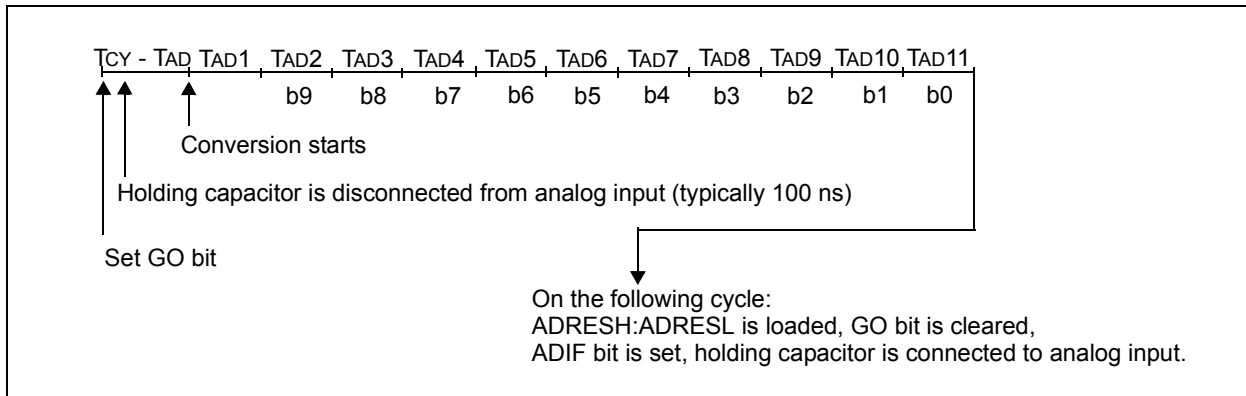 TCY - TAD TAD1 TAD2 TAD3 TAD4 TAD5 TAD6 TAD7 TAD8 TAD9 TAD10 TAD11
b9 b8 b7 b6 b5 b4 b3 b2 b1 b0
Conversion starts
Holding capacitor is disconnected from analog input (typically 100 ns)
Set GO bit
On the following cycle:
ADRESH:ADRESL is loaded, GO bit is cleared,
ADIF bit is set, holding capacitor is connected to analog input.